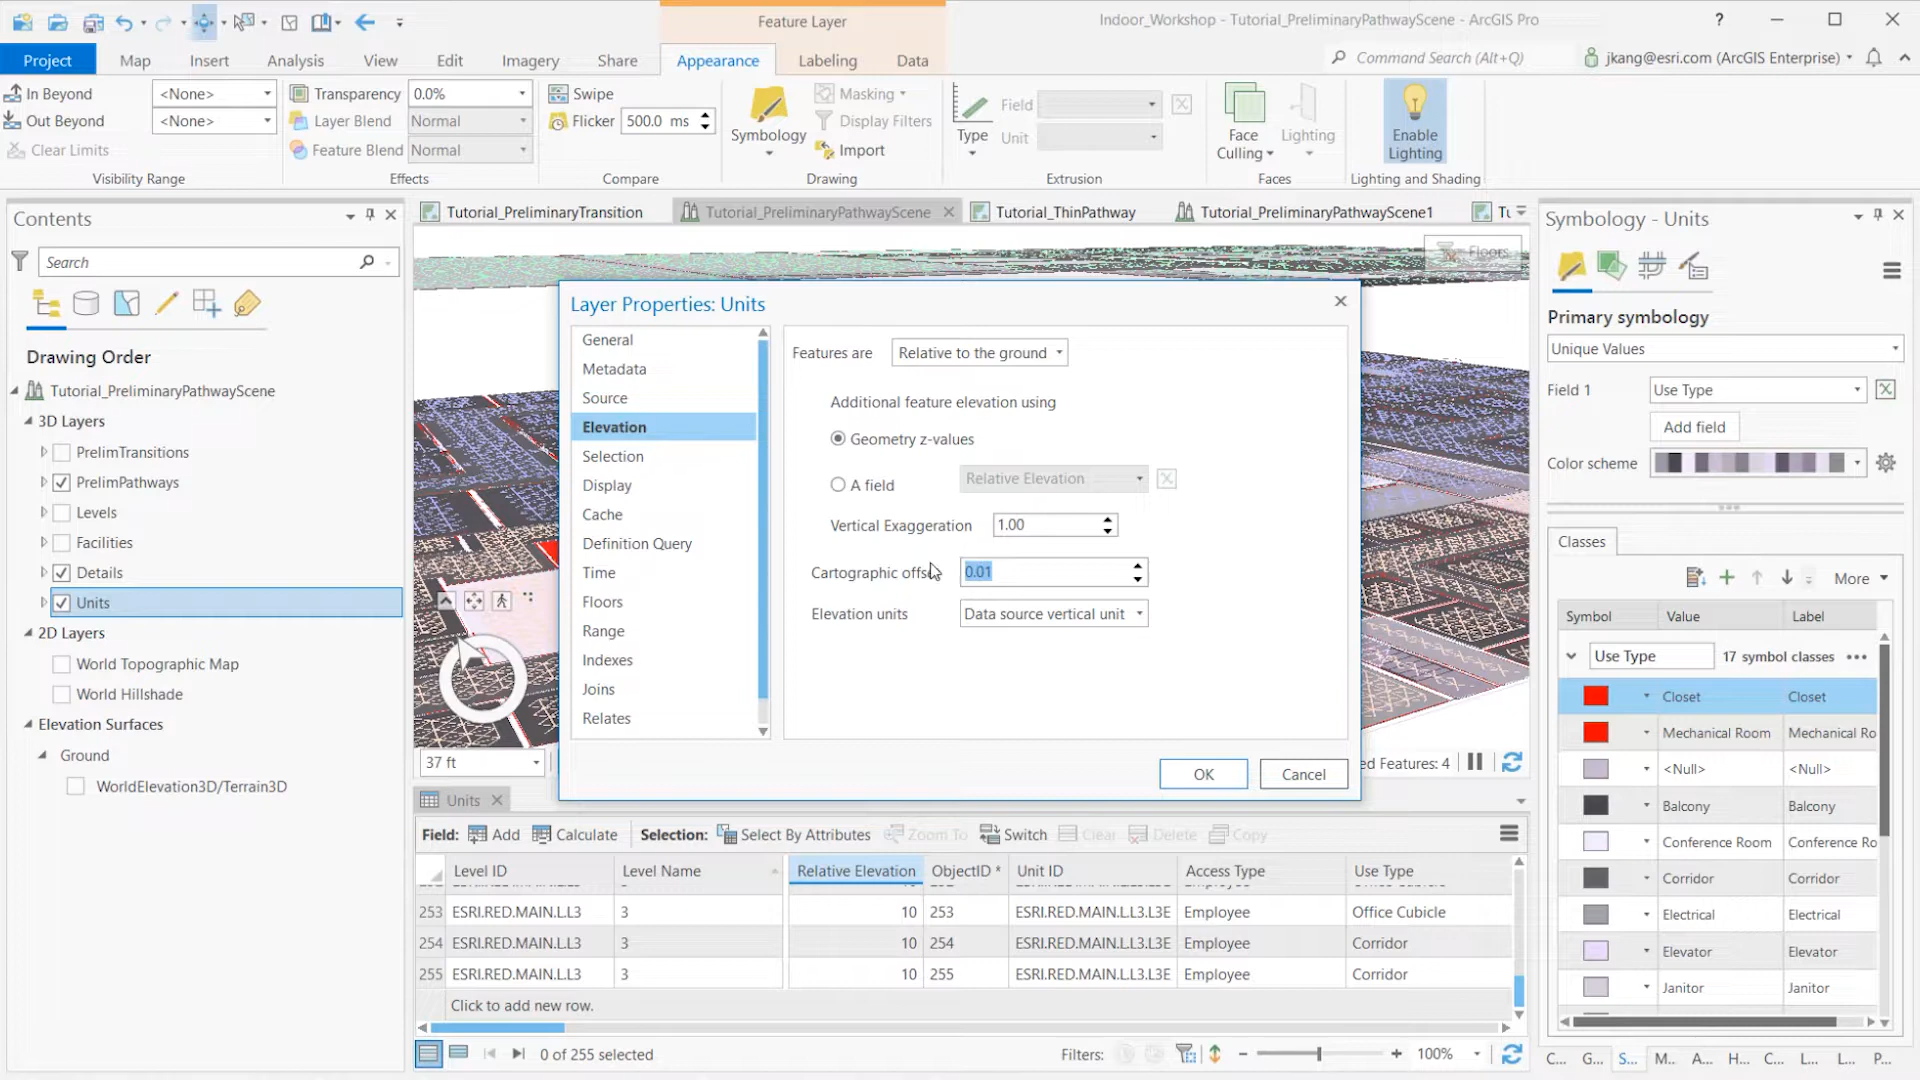 Feature Layer
Indoor_Workshop - Tutorial_PreliminaryPathwayScene - ArcGIS Pro
?
Project Map Insert Analysis View Edit Imagery Share Appearance Labeling Data
Command Search (Alt+Q)
jkang@esri.com (ArcGIS Enterprise)
In Beyond <None>
Out Beyond <None>
Clear Limits
Visibility Range
Transparency 0.0%
Layer Blend Normal
Feature Blend Normal
Effects
Swipe
Flicker 500.0 ms
Compare
Symbology
Masking
Display Filters
Import
Drawing
Type
Field
Unit
Extrusion
Face Culling
Lighting
Faces
Enable Lighting
Lighting and Shading
Contents
Search
Drawing Order
Tutorial_PreliminaryPathwayScene
3D Layers
PrelimTransitions
PrelimPathways
Levels
Facilities
Details
Units
2D Layers
World Topographic Map
World Hillshade
Elevation Surfaces
Ground
WorldElevation3D/Terrain3D
Tutorial_PreliminaryTransition
Tutorial_PreliminaryPathwayScene
Tutorial_ThinPathway
Tutorial_PreliminaryPathwayScene1
Tu
Floors
Layer Properties: Units
General
Metadata
Source
Elevation
Selection
Display
Cache
Definition Query
Time
Floors
Range
Indexes
Joins
Relates
Features are Relative to the ground
Additional feature elevation using
Geometry z-values
A field Relative Elevation
Vertical Exaggeration 1.00
Cartographic offs 0.01
Elevation units Data source vertical unit
OK Cancel
37 ft
ed Features: 4
Units
Field: Add Calculate Selection: Select By Attributes Zoom To Switch Clear Delete Copy
Level ID Level Name Relative Elevation ObjectID * Unit ID Access Type Use Type
253 ESRI.RED.MAIN.L.L3 3 10 253 ESRI.RED.MAIN.L.L3.L3E Employee Office Cubicle
254 ESRI.RED.MAIN.L.L3 3 10 254 ESRI.RED.MAIN.L.L3.L3E Employee Corridor
255 ESRI.RED.MAIN.L.L3 3 10 255 ESRI.RED.MAIN.L.L3.L3E Employee Corridor
Click to add new row.
0 of 255 selected
Filters:
100%
Symbology - Units
Primary symbology
Unique Values
Field 1 Use Type
Add field
Color scheme
Classes
More
Symbol Value Label
Use Type 17 symbol classes
Closet Closet
Mechanical Room Mechanical Ro
<Null> <Null>
Balcony Balcony
Conference Room Conference Ro
Corridor Corridor
Electrical Electrical
Elevator Elevator
Janitor Janitor
C... G... S... M... A... H... C... L... L... P...